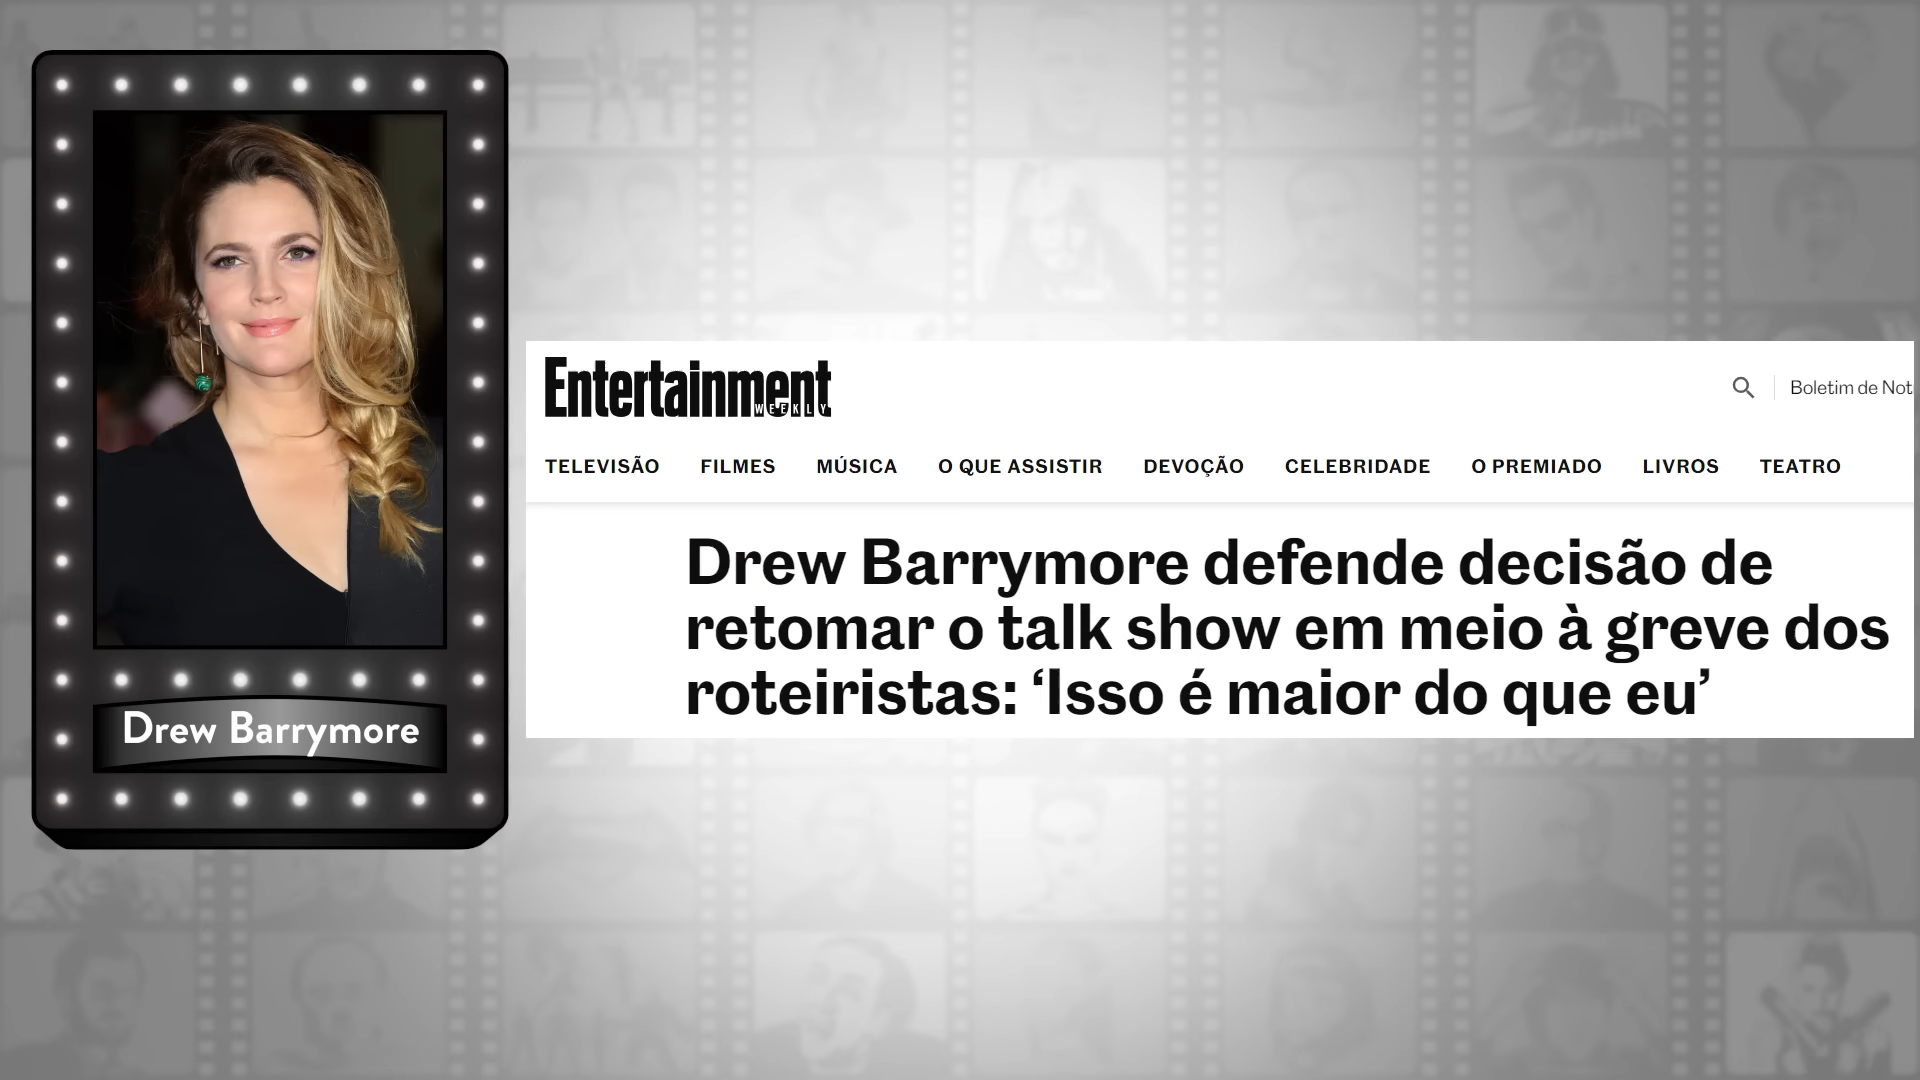 Drew Barrymore
Entertainment
WEEKLY
Boletim de Not
TELEVISÃO FILMES MÚSICA O QUE ASSISTIR DEVOÇÃO CELEBRIDADE O PREMIADO LIVROS TEATRO
Drew Barrymore defende decisão de
retomar o talk show em meio à greve dos
roteiristas: ‘Isso é maior do que eu’